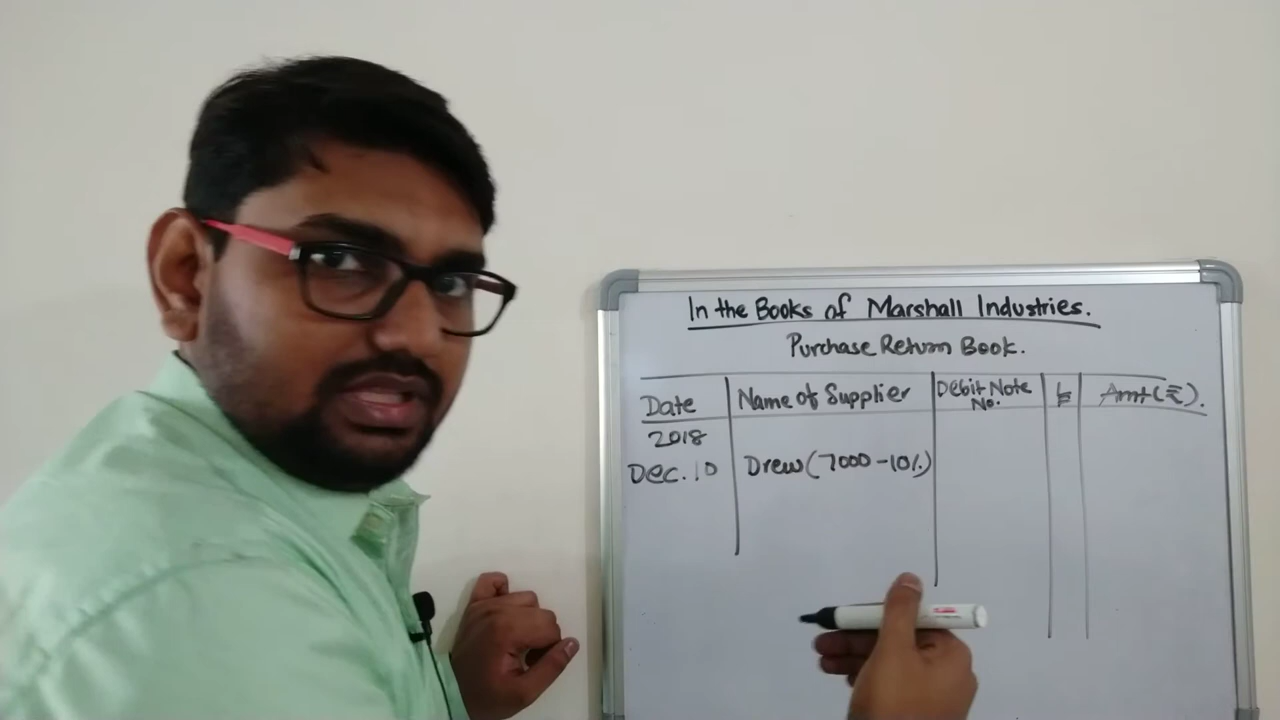 In the Books of Marshall Industries.
Purchase Return Book.
Date Name of Supplier Debit Note No. Amt (₹).
2018
Dec. 10 Drew (7000 - 10%)